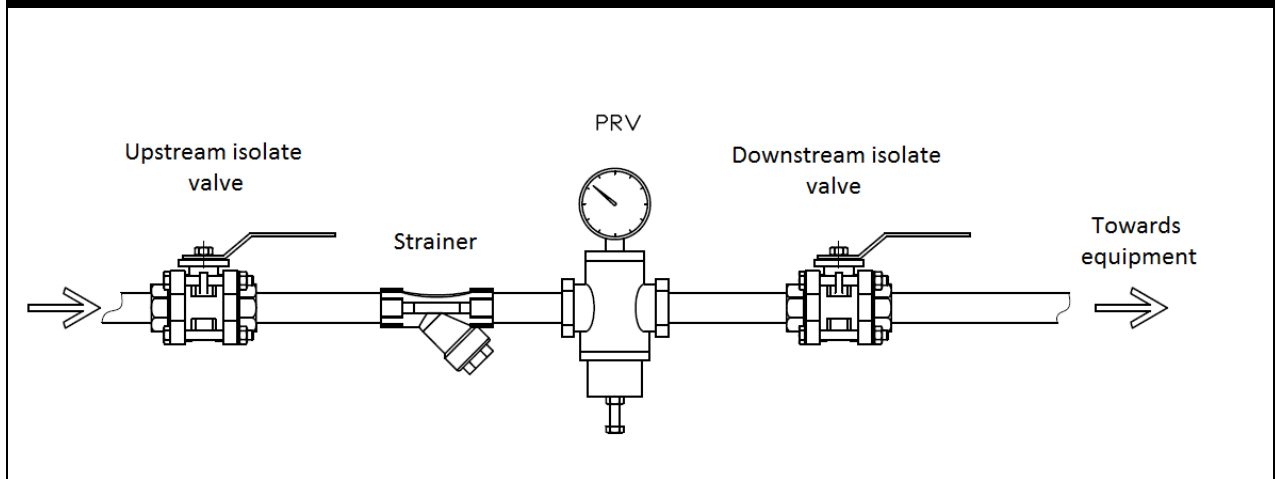 PRV
Upstream isolate
valve
Strainer
Downstream isolate
valve
Towards
equipment